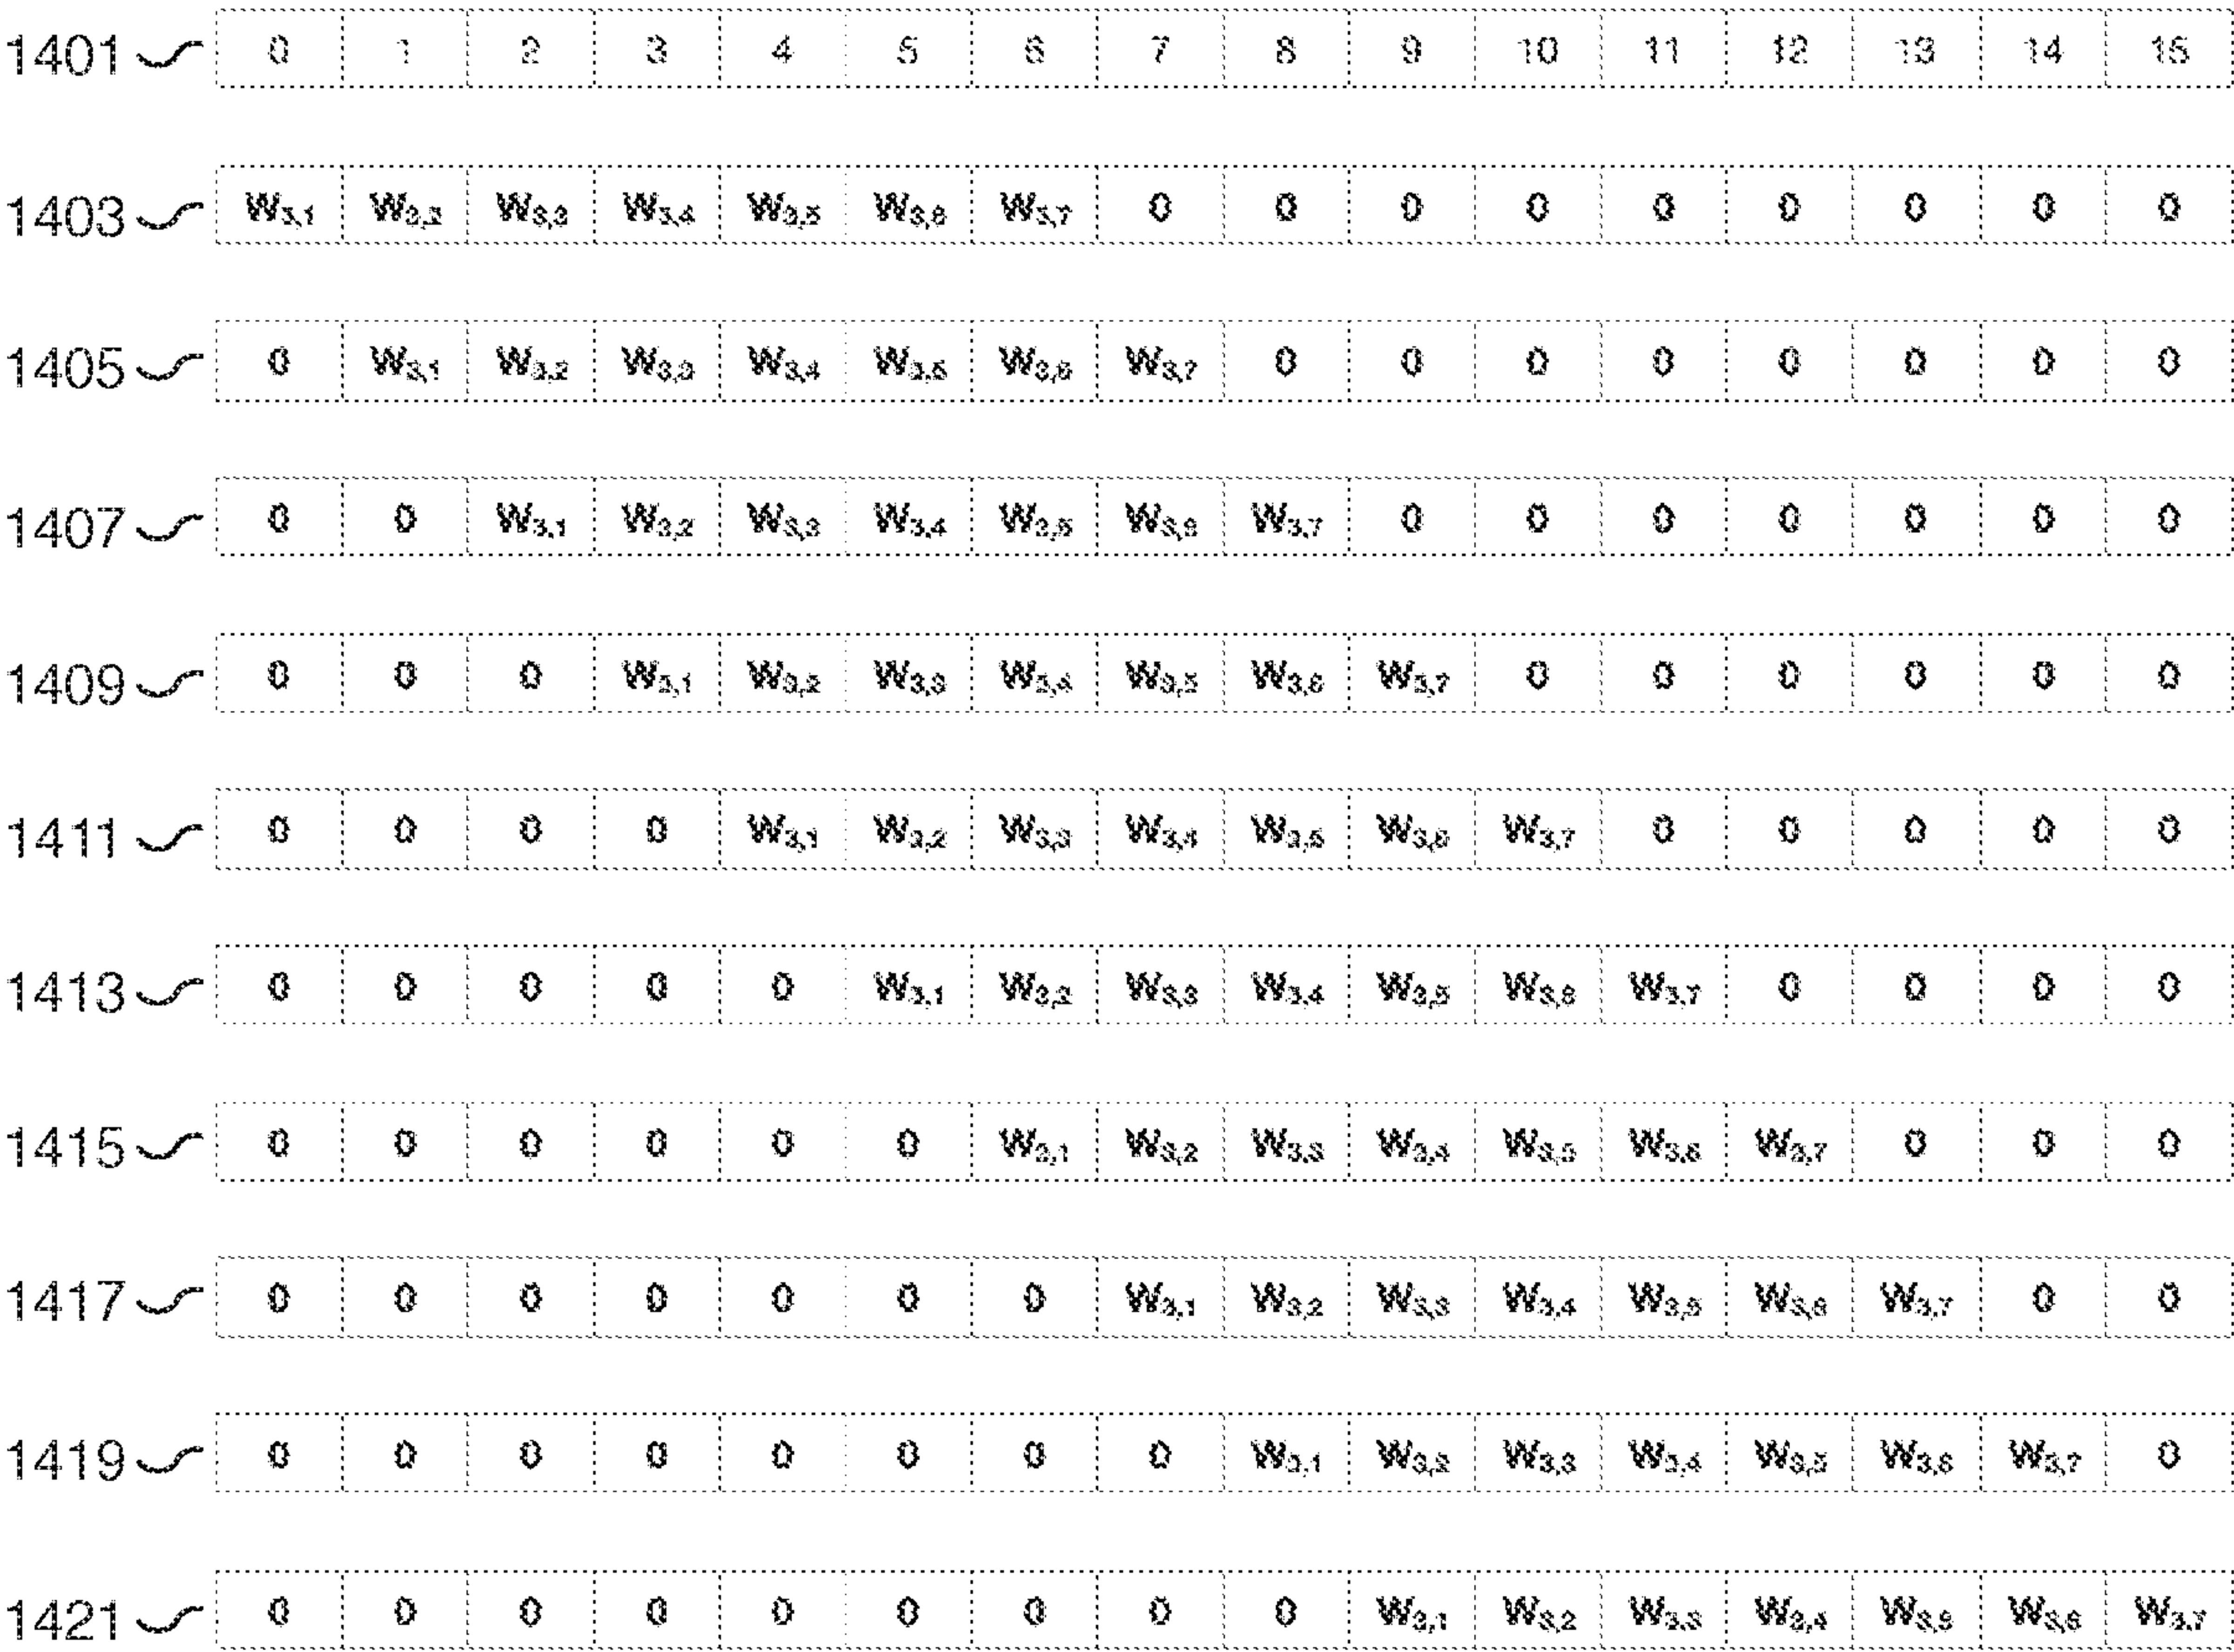 1401 0 1 2 3 4 5 6 7 8 9 10 11 12 13 14 15
1403 W3,1 W3,2 W3,3 W3,4 W3,5 W3,6 W3,7 0 0 0 0 0 0 0 0 0
1405 0 W3,1 W3,2 W3,3 W3,4 W3,5 W3,6 W3,7 0 0 0 0 0 0 0 0
1407 0 0 W3,1 W3,2 W3,3 W3,4 W3,5 W3,6 W3,7 0 0 0 0 0 0 0
1409 0 0 0 W3,1 W3,2 W3,3 W3,4 W3,5 W3,6 W3,7 0 0 0 0 0 0
1411 0 0 0 0 W3,1 W3,2 W3,3 W3,4 W3,5 W3,6 W3,7 0 0 0 0 0
1413 0 0 0 0 0 W3,1 W3,2 W3,3 W3,4 W3,5 W3,6 W3,7 0 0 0 0
1415 0 0 0 0 0 0 W3,1 W3,2 W3,3 W3,4 W3,5 W3,6 W3,7 0 0 0
1417 0 0 0 0 0 0 0 W3,1 W3,2 W3,3 W3,4 W3,5 W3,6 W3,7 0 0
1419 0 0 0 0 0 0 0 0 W3,1 W3,2 W3,3 W3,4 W3,5 W3,6 W3,7 0
1421 0 0 0 0 0 0 0 0 0 W3,1 W3,2 W3,3 W3,4 W3,5 W3,6 W3,7